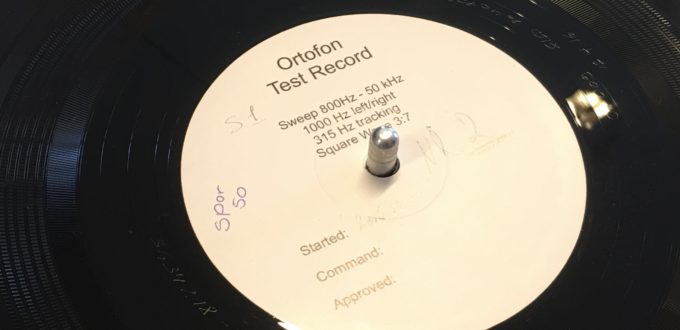 Ortofon
Test Record
Sweep 800Hz - 50 kHz
1000 Hz left/right
315 Hz tracking
Square Wave 3:7
S1
Spor
50
Started:
Command:
Approved: